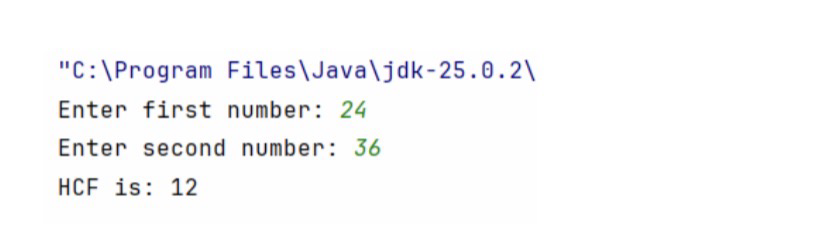 "C:\Program Files\Java\jdk-25.0.2\
Enter first number: 24
Enter second number: 36
HCF is: 12